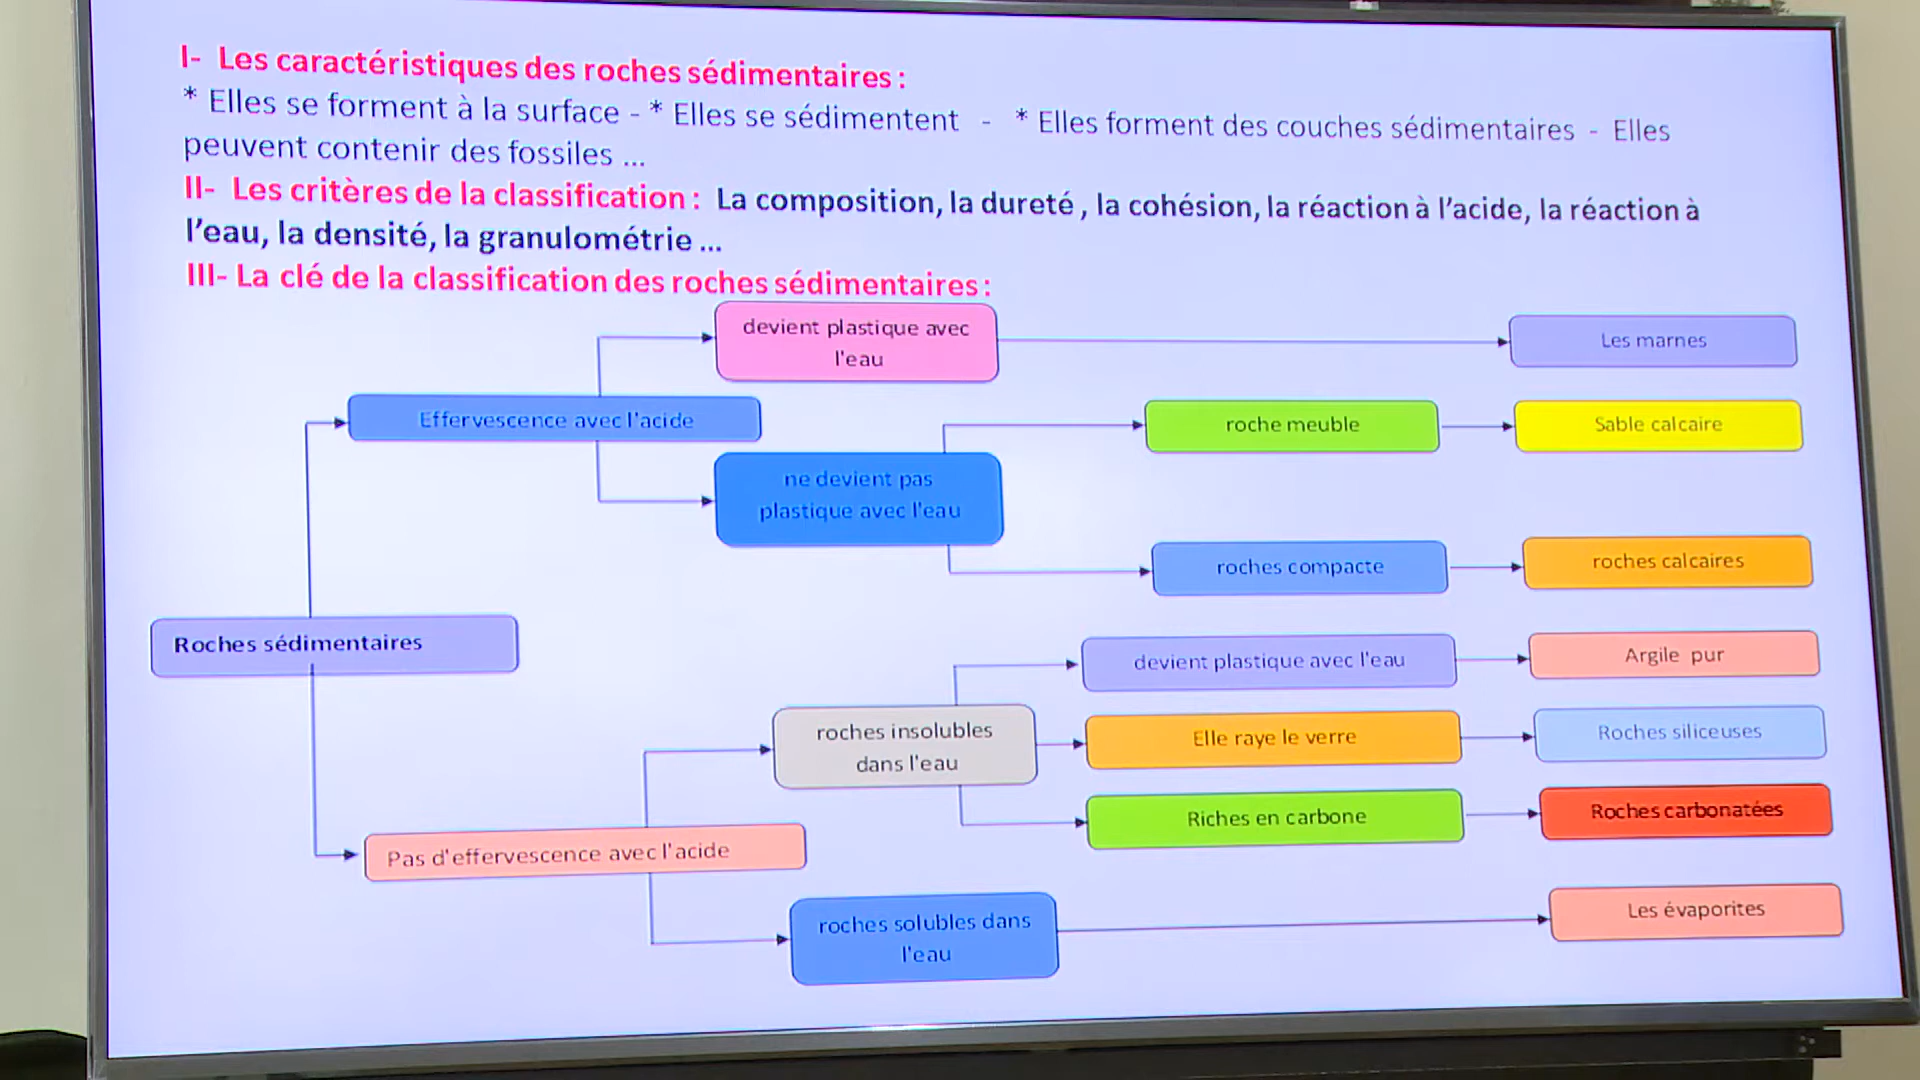 I- Les caractéristiques des roches sédimentaires :
* Elles se forment à la surface - * Elles se sédimentent - * Elles forment des couches sédimentaires - Elles
peuvent contenir des fossiles ...
II- Les critères de la classification : La composition, la dureté , la cohésion, la réaction à l’acide, la réaction à
l’eau, la densité, la granulométrie ...
III- La clé de la classification des roches sédimentaires :
devient plastique avec
l'eau
Les marnes
Effervescence avec l'acide
roche meuble
Sable calcaire
ne devient pas
plastique avec l'eau
roches compacte
roches calcaires
Roches sédimentaires
devient plastique avec l'eau
Argile pur
roches insolubles
dans l'eau
Elle raye le verre
Roches siliceuses
Riches en carbone
Roches carbonatées
Pas d'effervescence avec l'acide
roches solubles dans
l'eau
Les évaporites